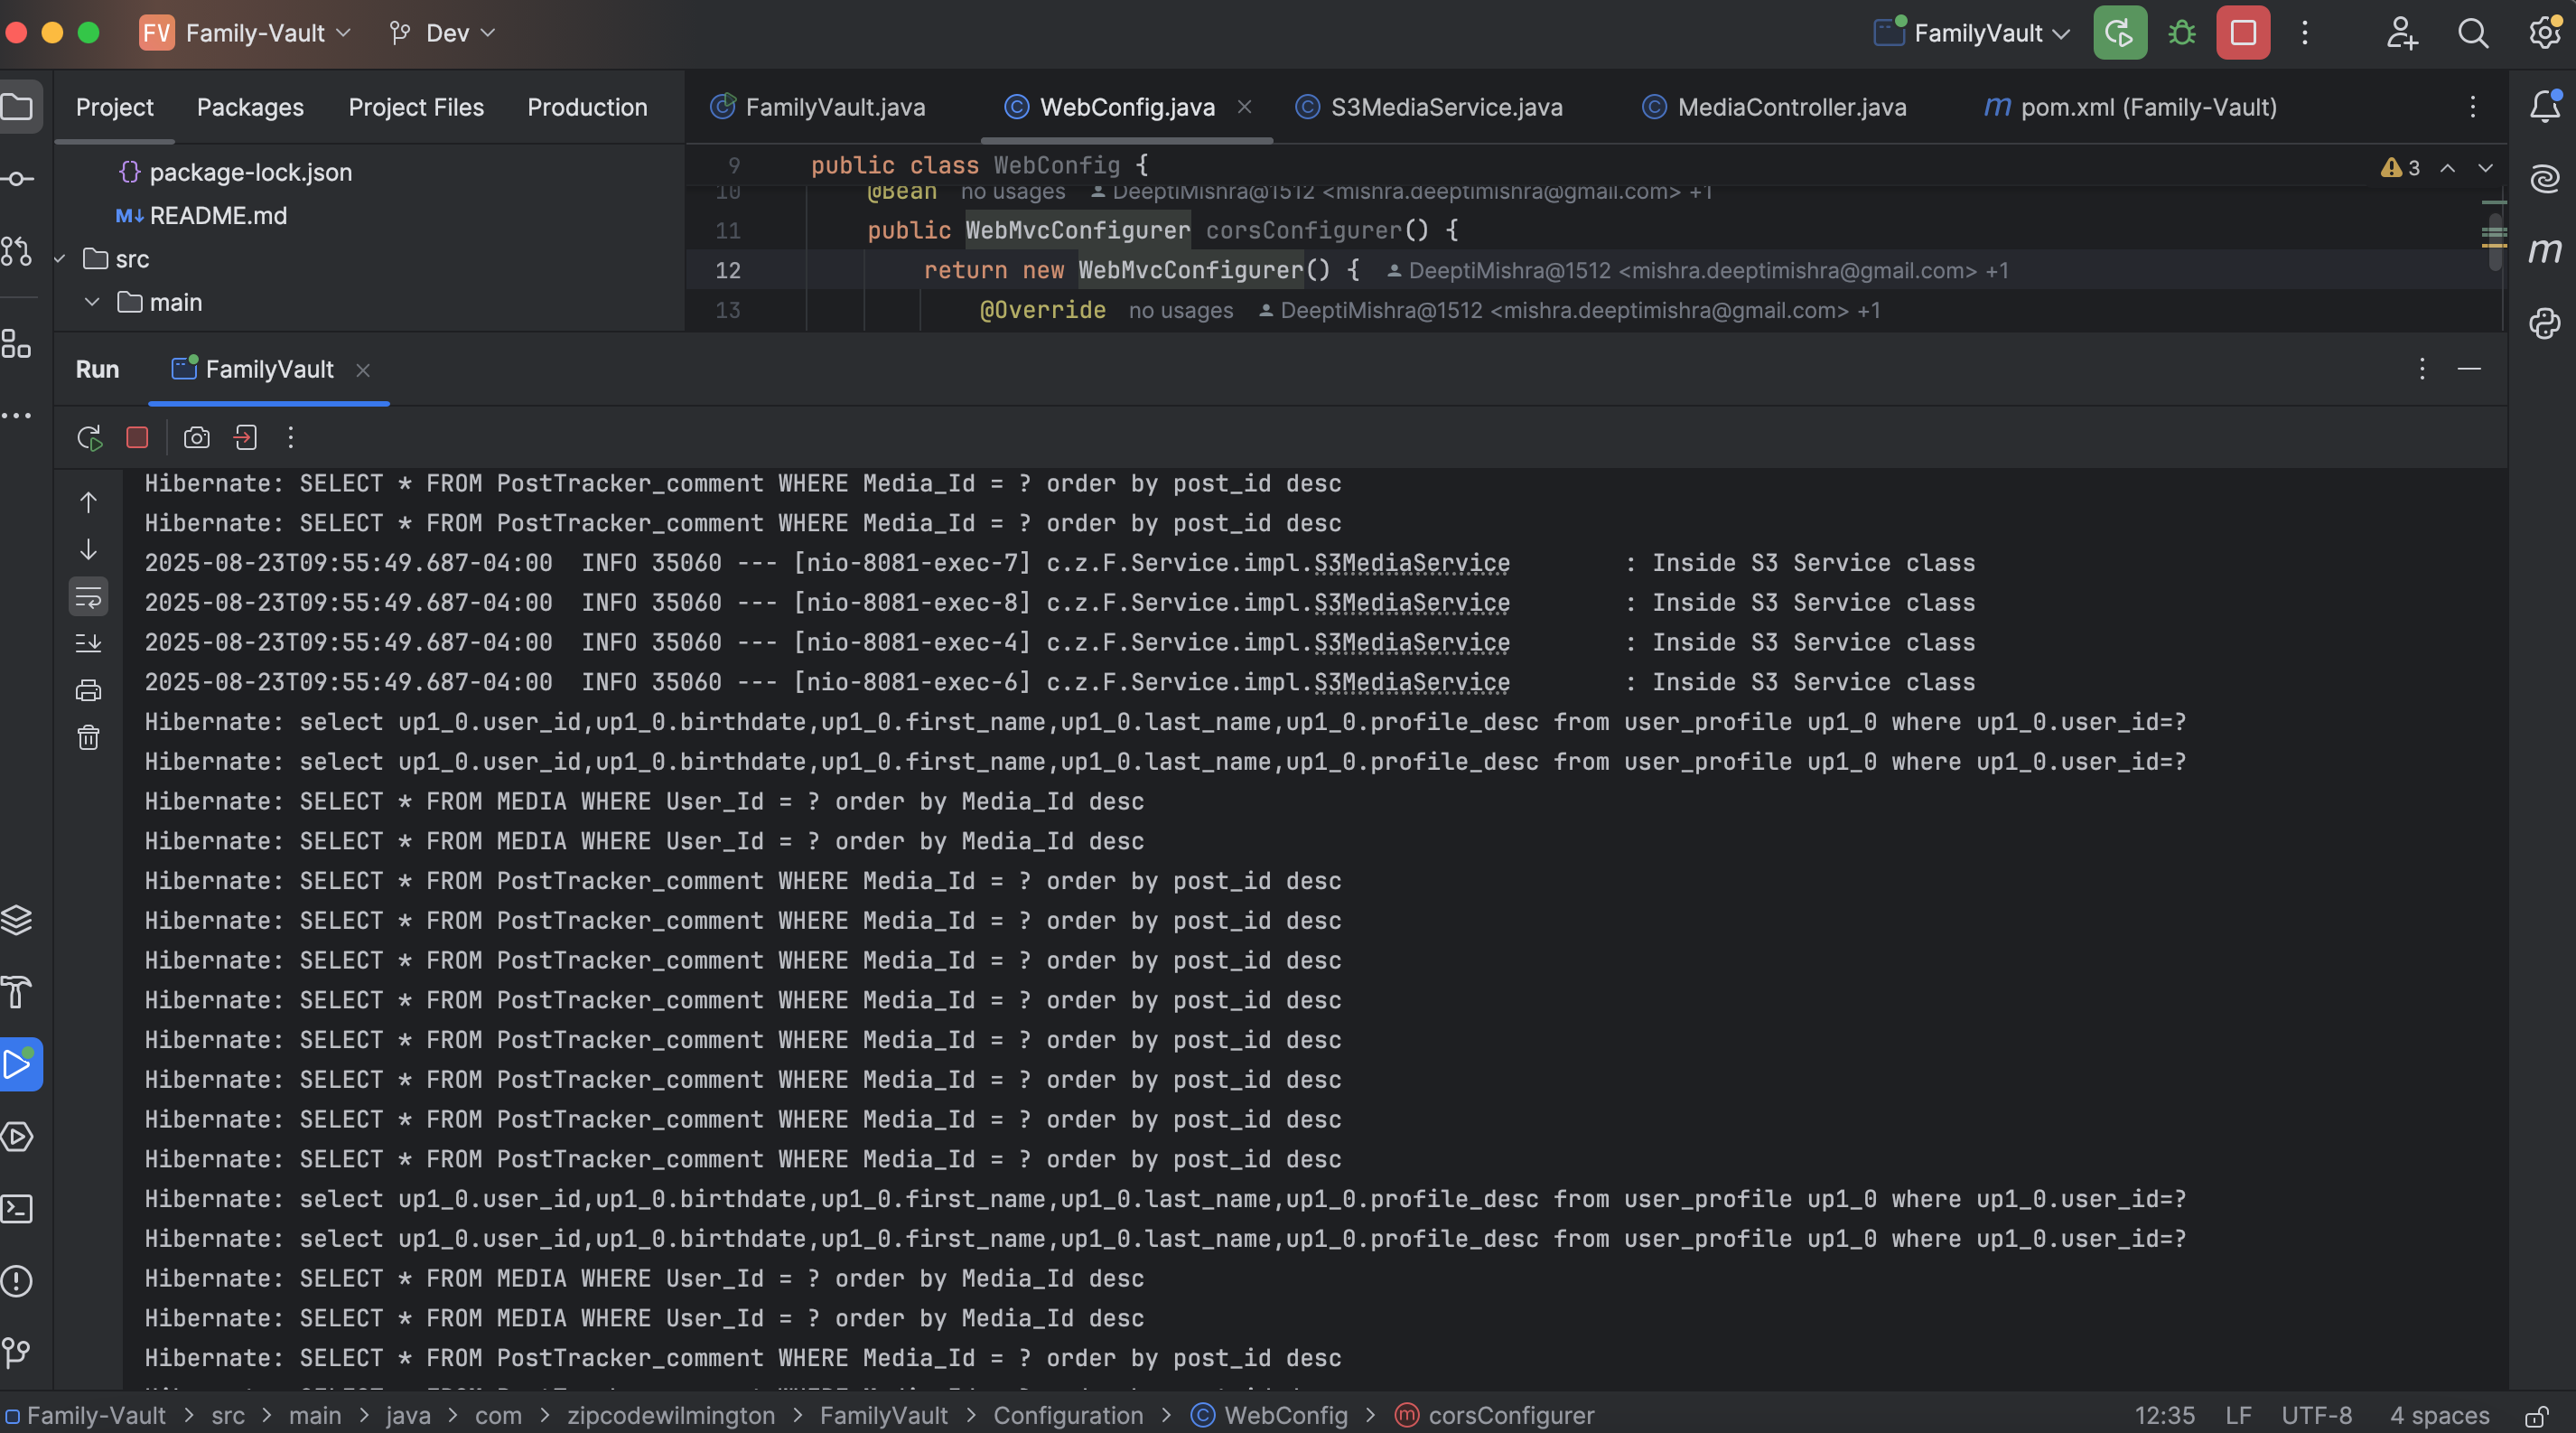 FV Family-Vault Dev FamilyVault
Project Packages Project Files Production
FamilyVault.java WebConfig.java S3MediaService.java MediaController.java m pom.xml (Family-Vault)
{} package-lock.json
M↓ README.md
src
main
9 public class WebConfig { 3
10 @Bean no usages DeeptiMishra@1512 <mishra.deeptimishra@gmail.com> +1
11 public WebMvcConfigurer corsConfigurer() {
12 return new WebMvcConfigurer() { DeeptiMishra@1512 <mishra.deeptimishra@gmail.com> +1
13 @Override no usages DeeptiMishra@1512 <mishra.deeptimishra@gmail.com> +1
Run FamilyVault
Hibernate: SELECT * FROM PostTracker_comment WHERE Media_Id = ? order by post_id desc
Hibernate: SELECT * FROM PostTracker_comment WHERE Media_Id = ? order by post_id desc
2025-08-23T09:55:49.687-04:00  INFO 35060 --- [nio-8081-exec-7] c.z.F.Service.impl.S3MediaService        : Inside S3 Service class
2025-08-23T09:55:49.687-04:00  INFO 35060 --- [nio-8081-exec-8] c.z.F.Service.impl.S3MediaService        : Inside S3 Service class
2025-08-23T09:55:49.687-04:00  INFO 35060 --- [nio-8081-exec-4] c.z.F.Service.impl.S3MediaService        : Inside S3 Service class
2025-08-23T09:55:49.687-04:00  INFO 35060 --- [nio-8081-exec-6] c.z.F.Service.impl.S3MediaService        : Inside S3 Service class
Hibernate: select up1_0.user_id,up1_0.birthdate,up1_0.first_name,up1_0.last_name,up1_0.profile_desc from user_profile up1_0 where up1_0.user_id=?
Hibernate: select up1_0.user_id,up1_0.birthdate,up1_0.first_name,up1_0.last_name,up1_0.profile_desc from user_profile up1_0 where up1_0.user_id=?
Hibernate: SELECT * FROM MEDIA WHERE User_Id = ? order by Media_Id desc
Hibernate: SELECT * FROM MEDIA WHERE User_Id = ? order by Media_Id desc
Hibernate: SELECT * FROM PostTracker_comment WHERE Media_Id = ? order by post_id desc
Hibernate: SELECT * FROM PostTracker_comment WHERE Media_Id = ? order by post_id desc
Hibernate: SELECT * FROM PostTracker_comment WHERE Media_Id = ? order by post_id desc
Hibernate: SELECT * FROM PostTracker_comment WHERE Media_Id = ? order by post_id desc
Hibernate: SELECT * FROM PostTracker_comment WHERE Media_Id = ? order by post_id desc
Hibernate: SELECT * FROM PostTracker_comment WHERE Media_Id = ? order by post_id desc
Hibernate: SELECT * FROM PostTracker_comment WHERE Media_Id = ? order by post_id desc
Hibernate: SELECT * FROM PostTracker_comment WHERE Media_Id = ? order by post_id desc
Hibernate: select up1_0.user_id,up1_0.birthdate,up1_0.first_name,up1_0.last_name,up1_0.profile_desc from user_profile up1_0 where up1_0.user_id=?
Hibernate: select up1_0.user_id,up1_0.birthdate,up1_0.first_name,up1_0.last_name,up1_0.profile_desc from user_profile up1_0 where up1_0.user_id=?
Hibernate: SELECT * FROM MEDIA WHERE User_Id = ? order by Media_Id desc
Hibernate: SELECT * FROM MEDIA WHERE User_Id = ? order by Media_Id desc
Hibernate: SELECT * FROM PostTracker_comment WHERE Media_Id = ? order by post_id desc
Family-Vault > src > main > java > com > zipcodewilmington > FamilyVault > Configuration > WebConfig > corsConfigurer 12:35 LF UTF-8 4 spaces